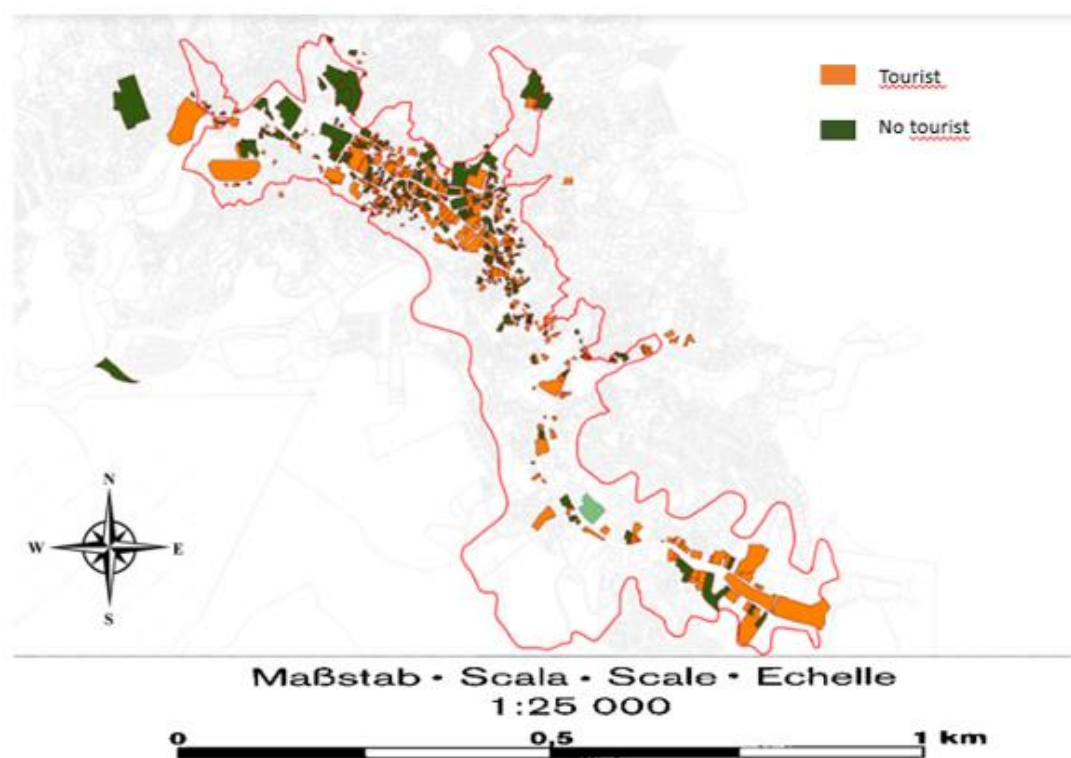 Tourist
No tourist
N
W E
S
Maßstab • Scala • Scale • Echelle
1:25 000
0 0,5 1 km